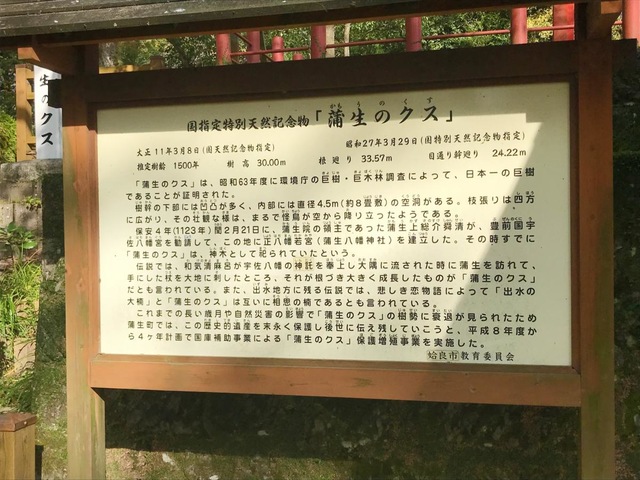 生のクス
国指定特別天然記念物「蒲生のクス」
大正11年3月8日(国天然記念物指定) 昭和27年3月29日(国特別天然記念物指定)
推定樹齢 1500年 樹高 30.00m 根廻り 33.57m 目通り幹廻り 24.22m
「蒲生のクス」は、昭和63年度に環境庁の巨樹・巨木林調査によって、日本一の巨樹
であることが証明された。
樹幹の下部には凹凸が多く、内部には直径4.5m(約8畳敷)の空洞がある。枝張りは四方
に広がり、その壮観な様は、まるで怪鳥が空から降り立ったようである。
保安4年(1123年)閏2月21日に、蒲生院の領主であった蒲生上総介舜清が、豊前国宇
佐八幡宮を勧請して、この地に正八幡若宮(蒲生八幡神社)を建立した。その時すでに
「蒲生のクス」は、神木として祀られていたという。
伝説では、和気清麻呂が宇佐八幡の神託を奉上し大隅に流された時に蒲生を訪れて、
手にした杖を大地に刺したところ、それが根づき大きく成長したものが「蒲生のクス」
だとも言われている。また、出水地方に残る伝説では、悲しき恋物語によって「出水の
大楠」と「蒲生のクス」は互いに相思の楠であるとも言われている。
これまでの長い歳月や自然災害の影響で「蒲生のクス」の樹勢に衰退が見られたため
蒲生町では、この歴史的遺産を末永く保護し後世に伝え残していこうと、平成8年度か
ら4ヶ年計画で国庫補助事業による「蒲生のクス」保護増殖事業を実施した。
姶良市教育委員会